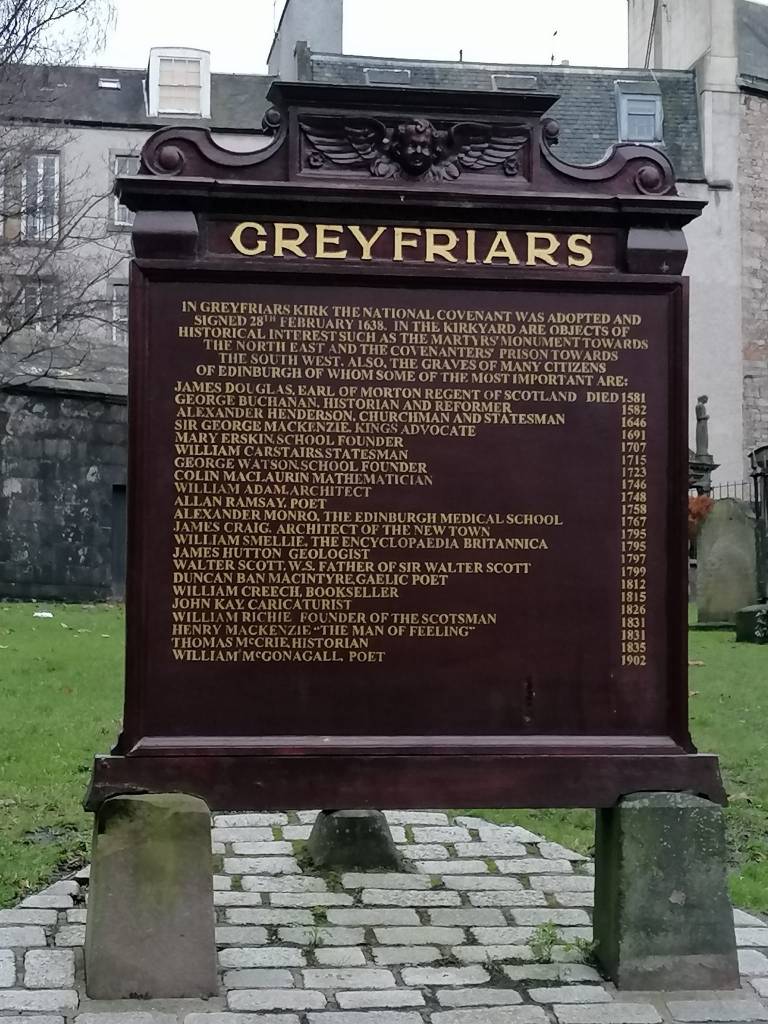 GREYFRIARS
IN GREYFRIARS KIRK THE NATIONAL COVENANT WAS ADOPTED AND
SIGNED 28TH FEBRUARY 1638. IN THE KIRKYARD ARE OBJECTS OF
HISTORICAL INTEREST SUCH AS THE MARTYRS' MONUMENT TOWARDS
THE NORTH EAST AND THE COVENANTERS' PRISON TOWARDS
THE SOUTH WEST. ALSO, THE GRAVES OF MANY CITIZENS
OF EDINBURGH OF WHOM SOME OF THE MOST IMPORTANT ARE:
JAMES DOUGLAS, EARL OF MORTON REGENT OF SCOTLAND DIED 1581
GEORGE BUCHANAN, HISTORIAN AND REFORMER 1582
ALEXANDER HENDERSON, CHURCHMAN AND STATESMAN 1646
SIR GEORGE MACKENZIE, KINGS ADVOCATE 1691
MARY ERSKIN, SCHOOL FOUNDER 1707
WILLIAM CARSTAIRS, STATESMAN 1715
GEORGE WATSON, SCHOOL FOUNDER 1723
COLIN MACLAURIN MATHEMATICIAN 1746
WILLIAM ADAM, ARCHITECT 1748
ALLAN RAMSAY, POET 1758
ALEXANDER MONRO, THE EDINBURGH MEDICAL SCHOOL 1767
JAMES CRAIG, ARCHITECT OF THE NEW TOWN 1795
WILLIAM SMELLIE, THE ENCYCLOPAEDIA BRITANNICA 1795
JAMES HUTTON GEOLOGIST 1797
WALTER SCOTT, W.S. FATHER OF SIR WALTER SCOTT 1799
DUNCAN BAN MACINTYRE, GAELIC POET 1812
WILLIAM CREECH, BOOKSELLER 1815
JOHN KAY, CARICATURIST 1826
WILLIAM RICHIE FOUNDER OF THE SCOTSMAN 1831
HENRY MACKENZIE "THE MAN OF FEELING" 1831
THOMAS McCRIE, HISTORIAN 1835
WILLIAM McGONAGALL, POET 1902